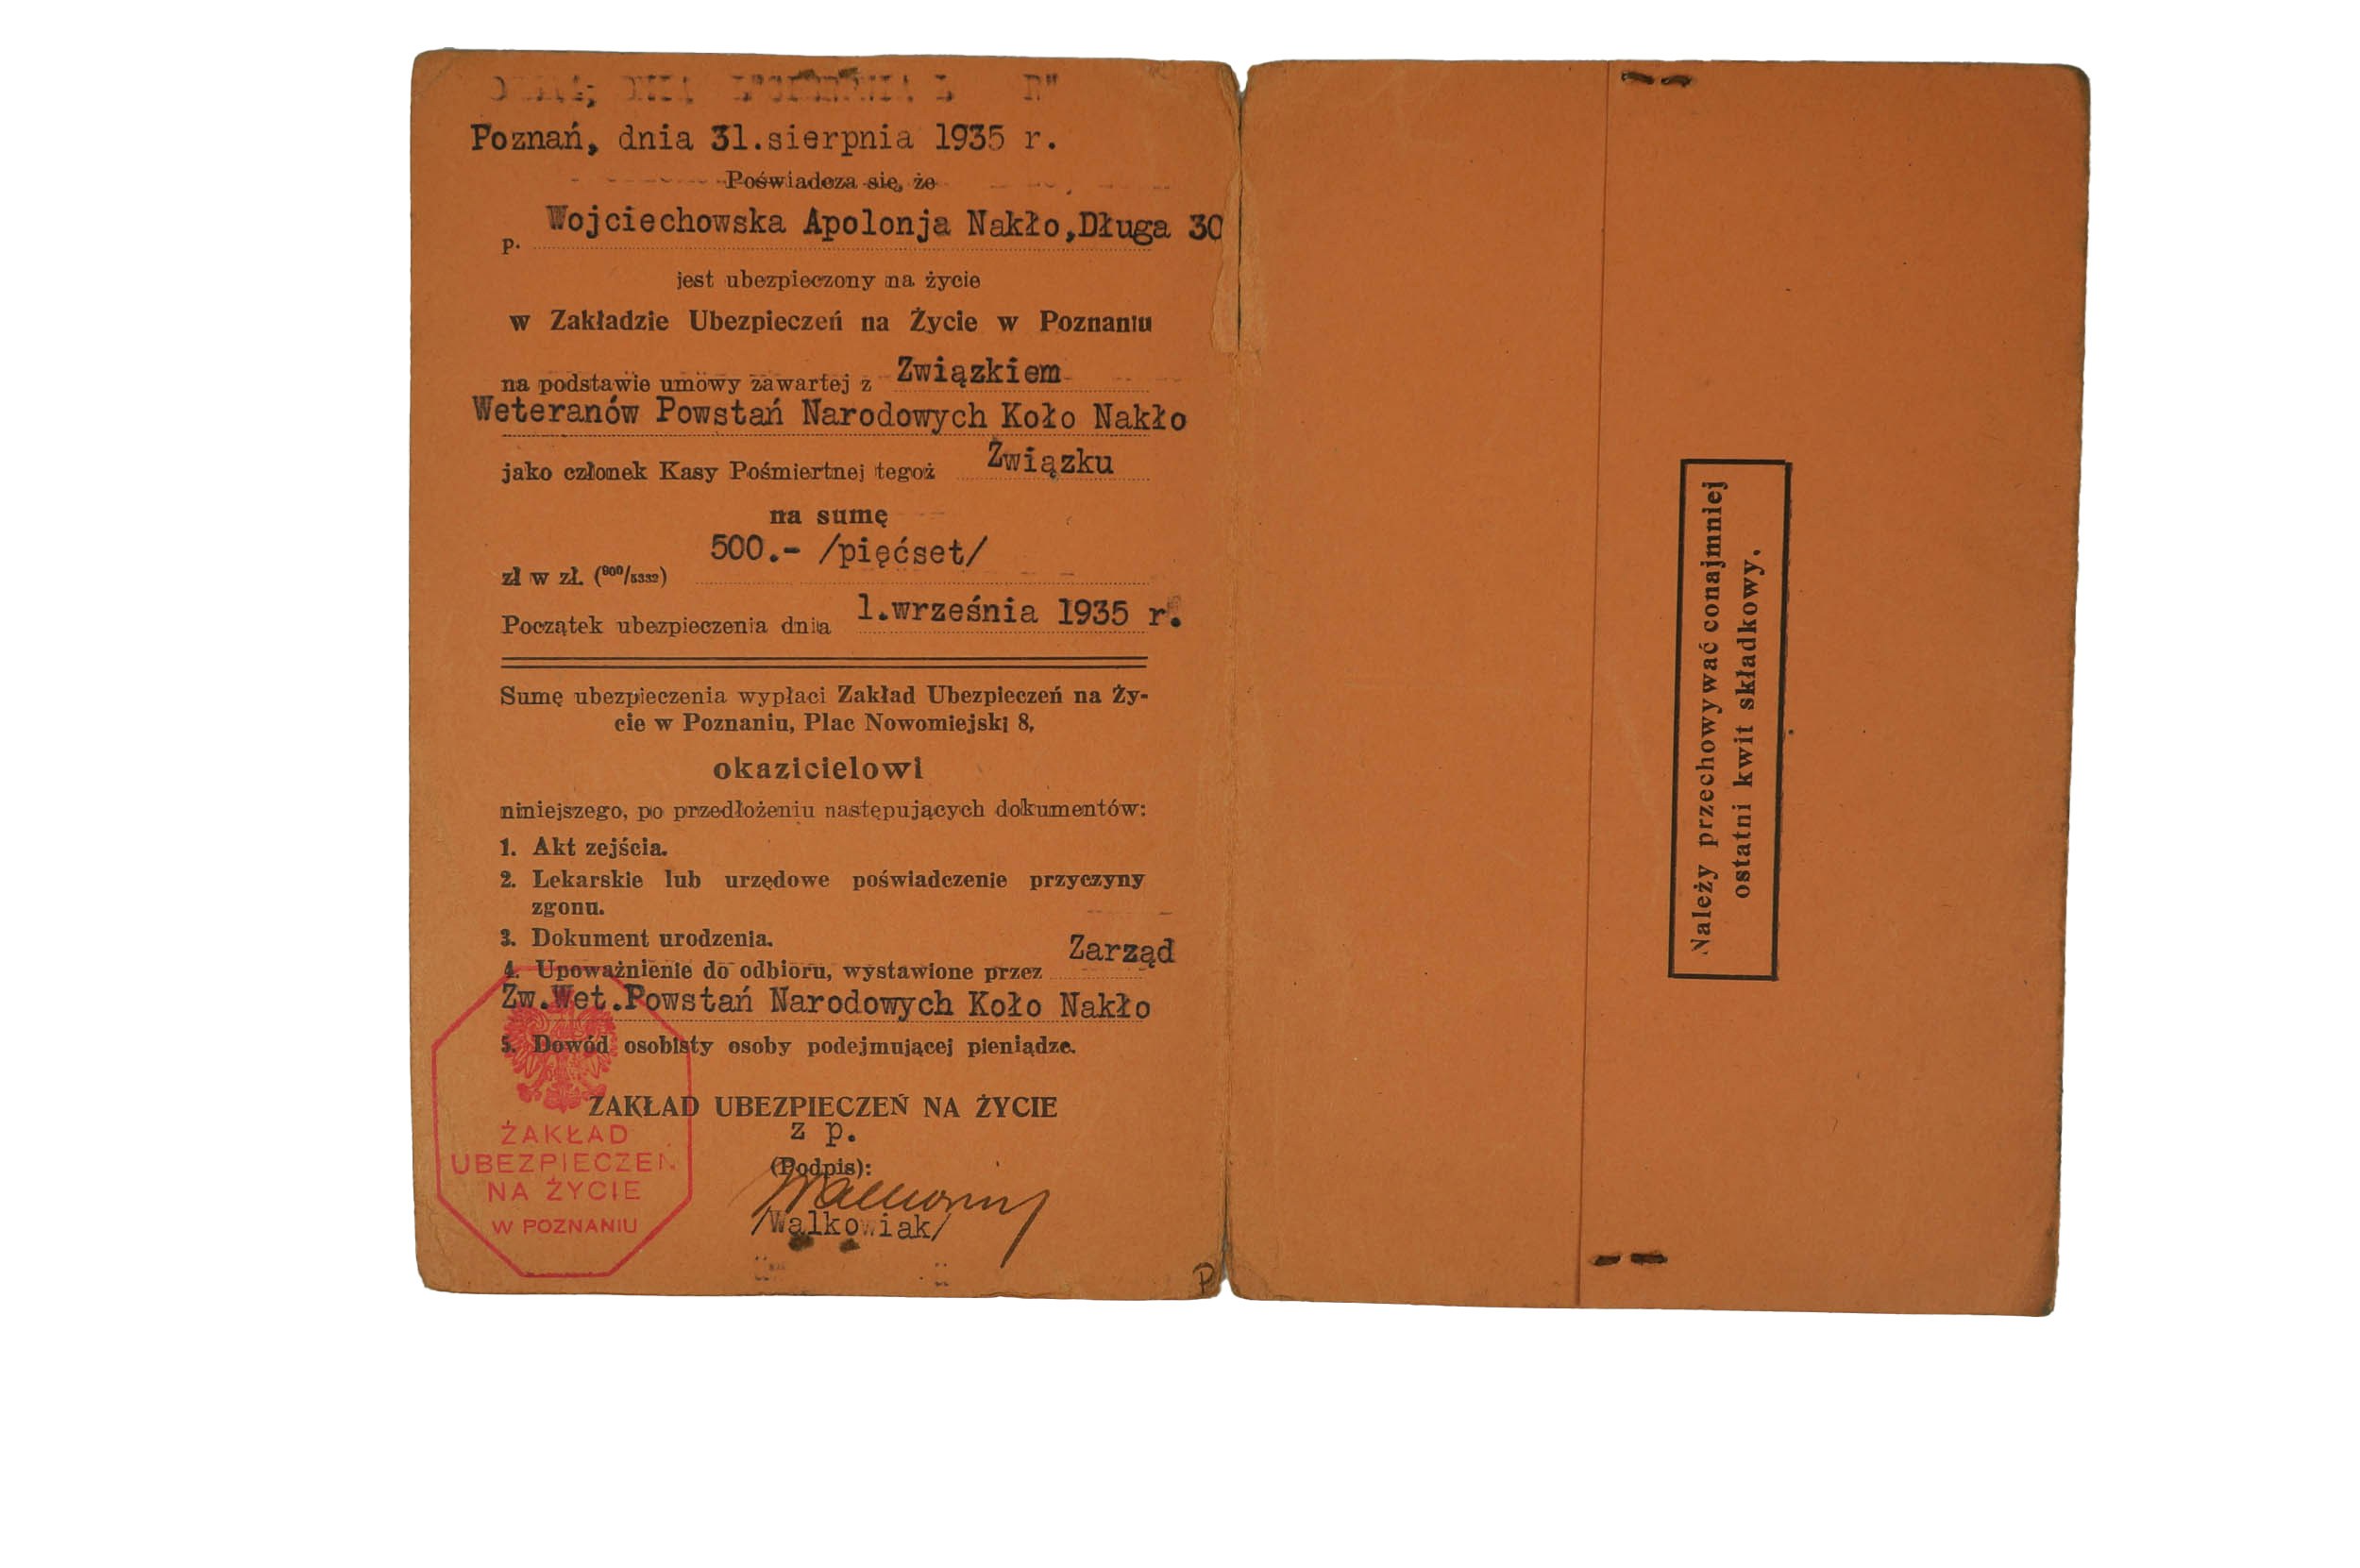 Poznań, dnia 31.sierpnia 1935 r.
Poświadcza się, że
p. Wojciechowska Apolonja Nakło,Długa 30
jest ubezpieczony na życie
w Zakładzie Ubezpieczeń na Życie w Poznaniu
na podstawie umowy zawartej z Związkiem
Weteranów Powstań Narodowych Koło Nakło
jako członek Kasy Pośmiertnej tegoż Związku
na sumę
500.- /pięćset/
zł w zł. (900/5332)
Początek ubezpieczenia dnia 1.września 1935 r.
Sumę ubezpieczenia wypłaci Zakład Ubezpieczeń na Ży-
cie w Poznaniu, Plac Nowomiejski 8,
okazicielowi
niniejszego, po przedłożeniu następujących dokumentów:
1. Akt zejścia.
2. Lekarskie lub urzędowe poświadczenie przyczyny
zgonu.
3. Dokument urodzenia.
4. Upoważnienie do odbioru, wystawione przez Zarząd
Zw.Wet.Powstań Narodowych Koło Nakło
5. Dowód osobisty osoby podejmującej pieniądze.
ZAKŁAD UBEZPIECZEŃ NA ŻYCIE
z p.
(Podpis):
/Walkowiak/
ZAKŁAD
UBEZPIECZEŃ
NA ŻYCIE
W POZNANIU
P
Należy przechowywać conajmniej
ostatni kwit składkowy.